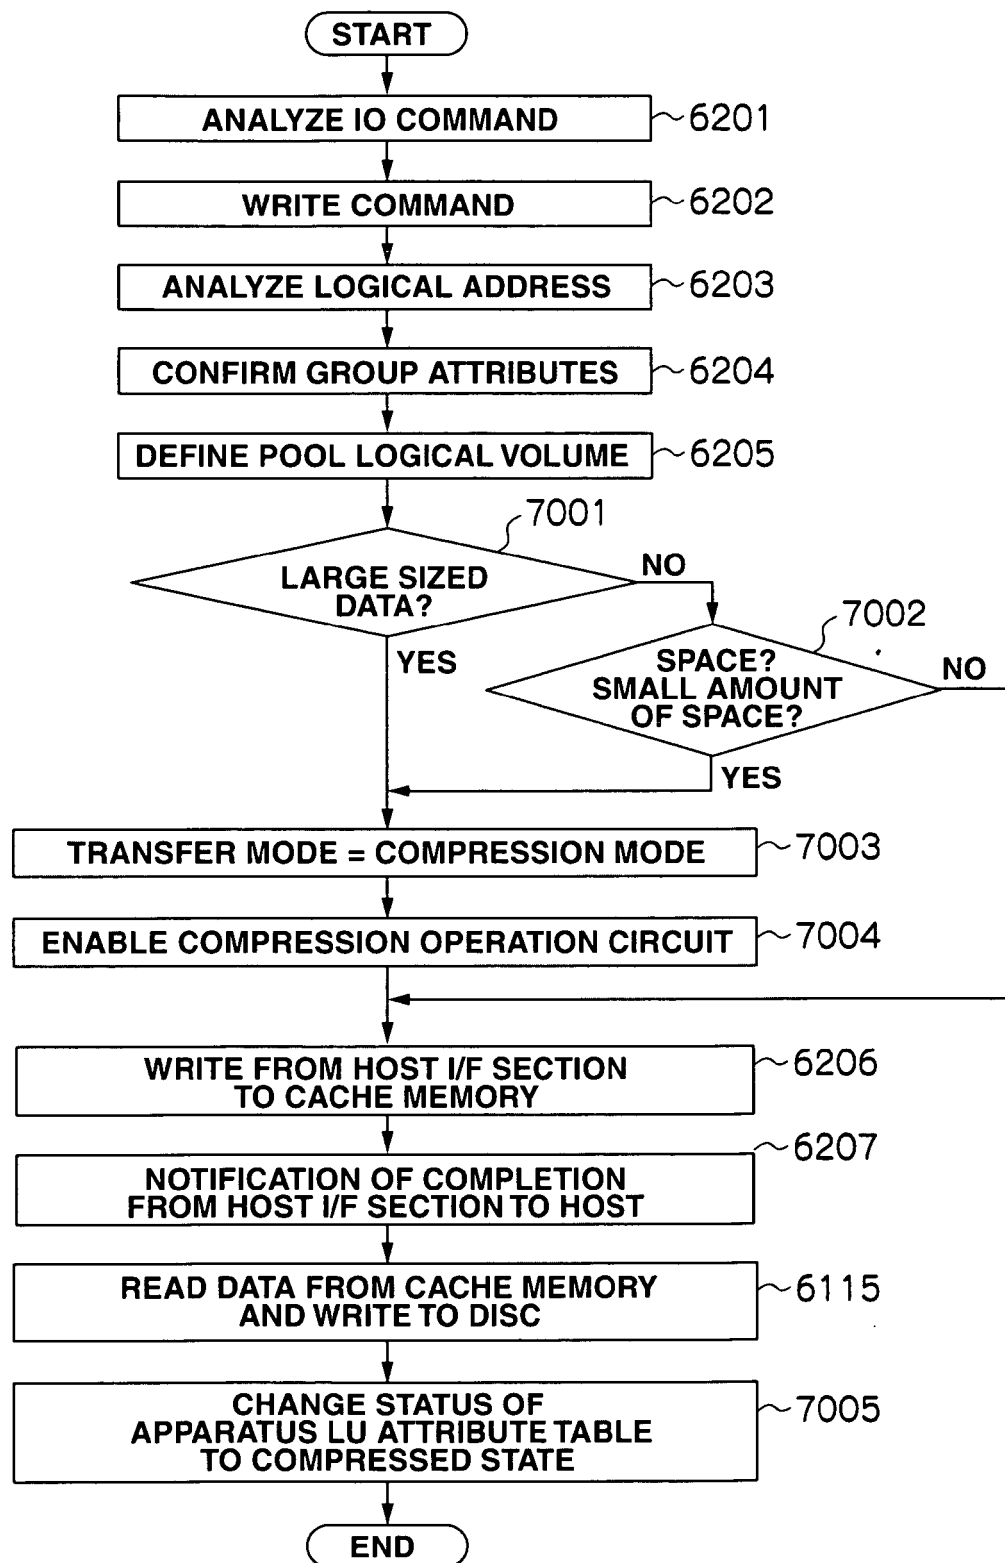 START
ANALYZE IO COMMAND
6201
WRITE COMMAND
6202
ANALYZE LOGICAL ADDRESS
6203
CONFIRM GROUP ATTRIBUTES
6204
DEFINE POOL LOGICAL VOLUME
6205
7001
LARGE SIZED
DATA?
NO
YES
7002
SPACE?
SMALL AMOUNT
OF SPACE?
NO
YES
TRANSFER MODE = COMPRESSION MODE
7003
ENABLE COMPRESSION OPERATION CIRCUIT
7004
WRITE FROM HOST I/F SECTION
TO CACHE MEMORY
6206
NOTIFICATION OF COMPLETION
FROM HOST I/F SECTION TO HOST
6207
READ DATA FROM CACHE MEMORY
AND WRITE TO DISC
6115
CHANGE STATUS OF
APPARATUS LU ATTRIBUTE TABLE
TO COMPRESSED STATE
7005
END